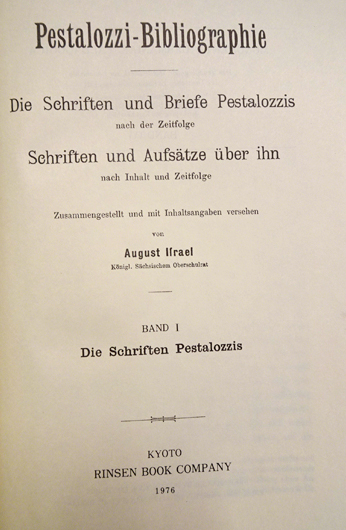 Pestalozzi-Bibliographie
Die Schriften und Briefe Pestalozzis
nach der Zeitfolge
Schriften und Aufsätze über ihn
nach Inhalt und Zeitfolge
Zusammengestellt und mit Inhaltsangaben versehen
von
August Iſrael
Königl. Sächsischem Oberschulrat
BAND I
Die Schriften Pestalozzis
KYOTO
RINSEN BOOK COMPANY
1976